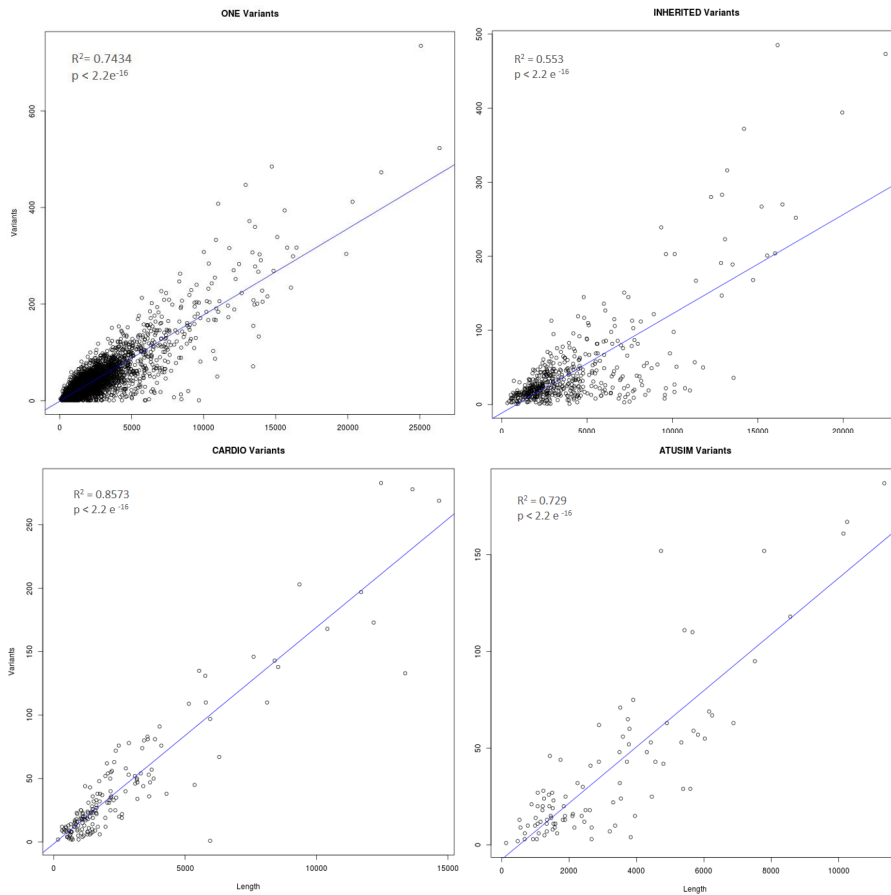 ONE Variants
R²= 0.7434
p < 2.2e⁻¹⁶
Variants
0
200
400
600
0
5000
10000
15000
20000
25000
INHERITED Variants
R² = 0.553
p < 2.2 e ⁻¹⁶
0
100
200
300
400
500
0
5000
10000
15000
20000
CARDIO Variants
R² = 0.8573
p < 2.2 e ⁻¹⁶
Variants
0
50
100
150
200
250
0
5000
10000
15000
Length
ATUSIM Variants
R² = 0.729
p < 2.2 e ⁻¹⁶
0
50
100
150
0
2000
4000
6000
8000
10000
Length